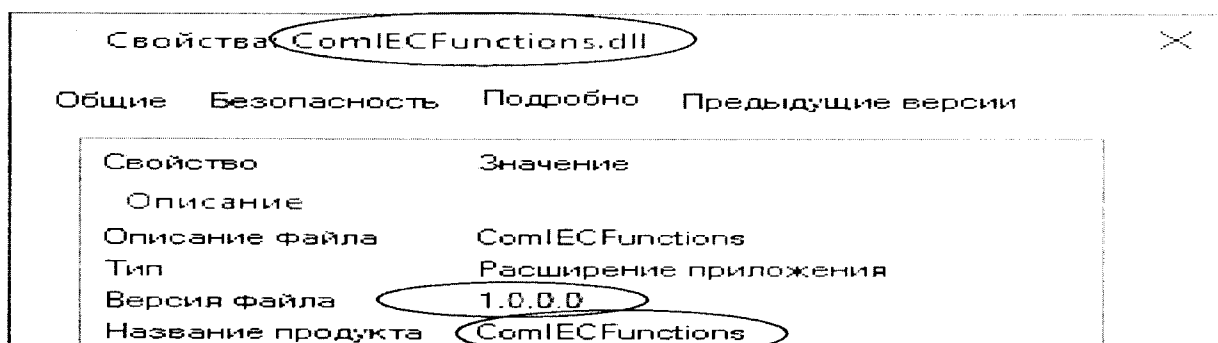 Свойства: ComIECFunctions.dll
Общие Безопасность Подробно Предыдущие версии
Свойство Значение
Описание
Описание файла ComIECFunctions
Тип Расширение приложения
Версия файла 1.0.0.0
Название продукта ComIECFunctions